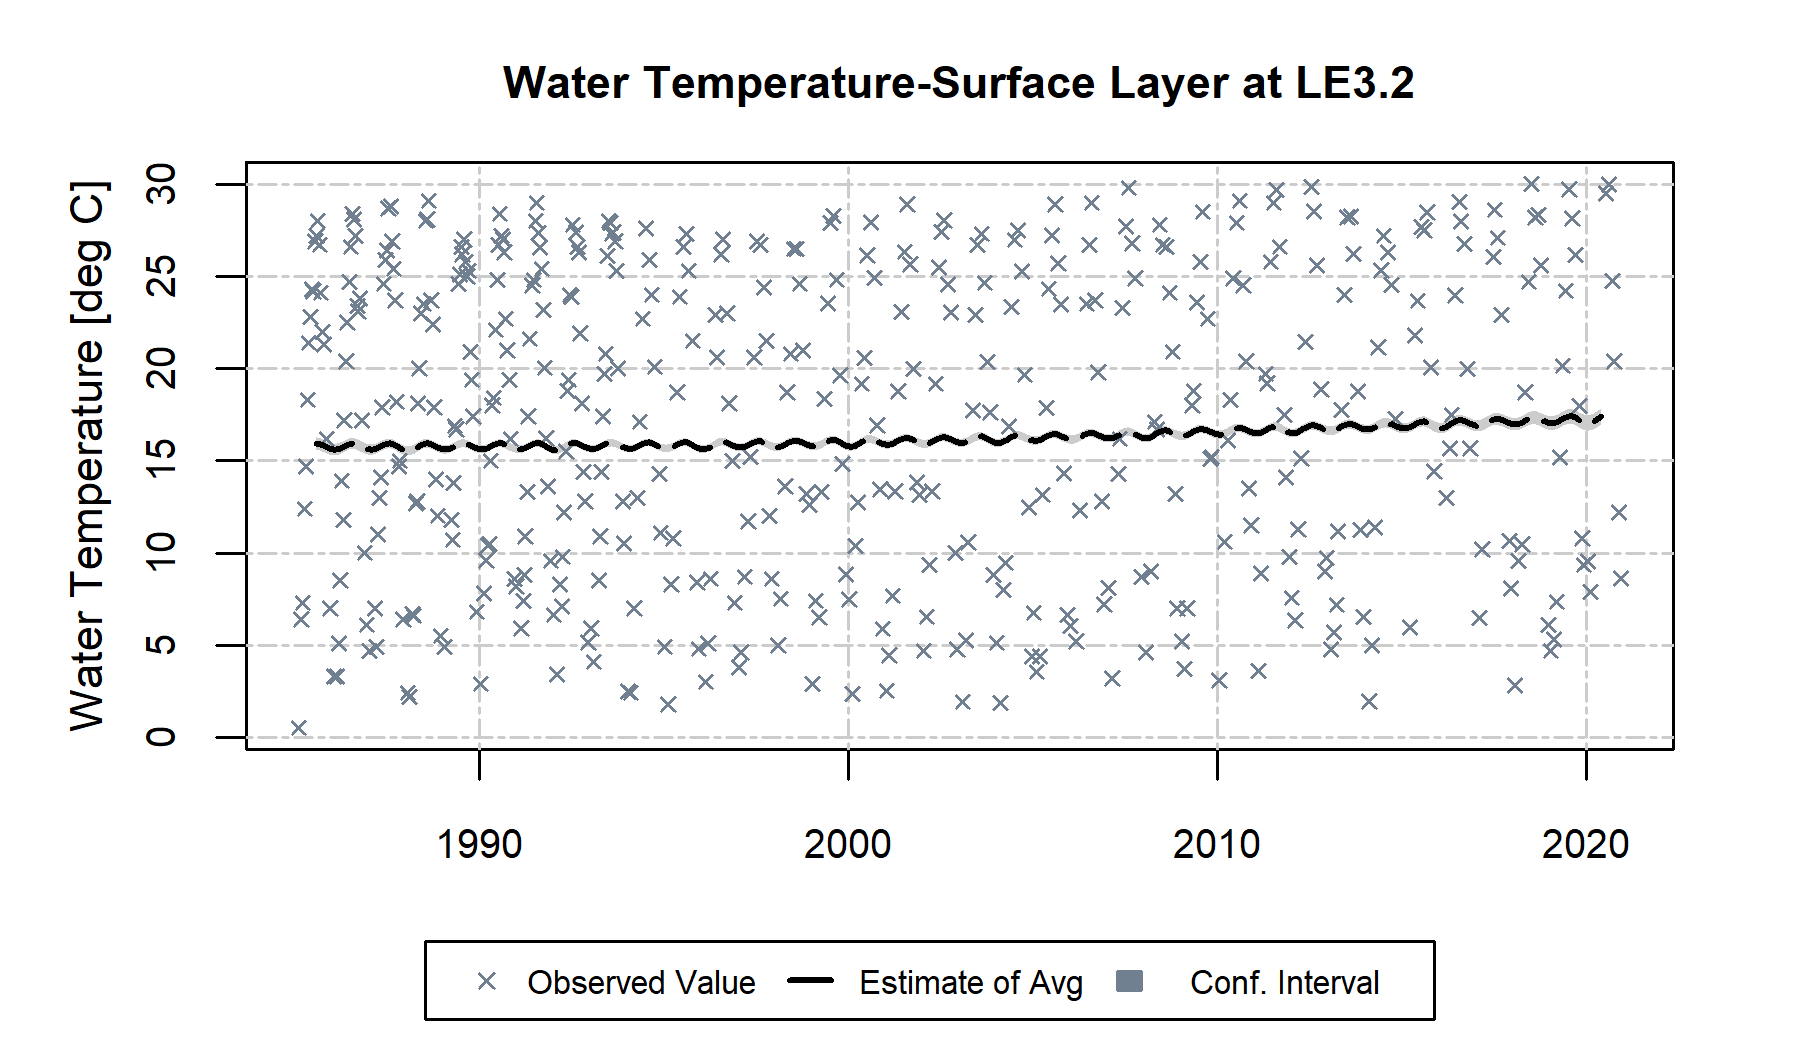 Water Temperature-Surface Layer at LE3.2
Water Temperature [deg C]
30
25
20
15
10
5
0
1990 2000 2010 2020
Observed Value Estimate of Avg Conf. Interval